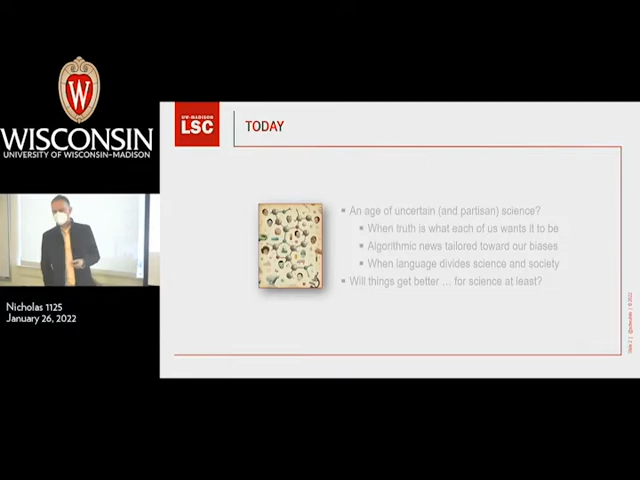 W
WISCONSIN
UNIVERSITY OF WISCONSIN–MADISON
Nicholas 1125
January 26, 2022
UW-MADISON
LSC
TODAY
An age of uncertain (and partisan) science?
When truth is what each of us wants it to be
Algorithmic news tailored toward our biases
When language divides science and society
Will things get better … for science at least?